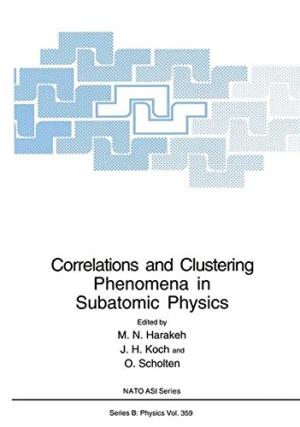 Correlations and Clustering
Phenomena in
Subatomic Physics
Edited by
M. N. Harakeh
J. H. Koch and
O. Scholten
NATO ASI Series
Series B: Physics Vol. 359